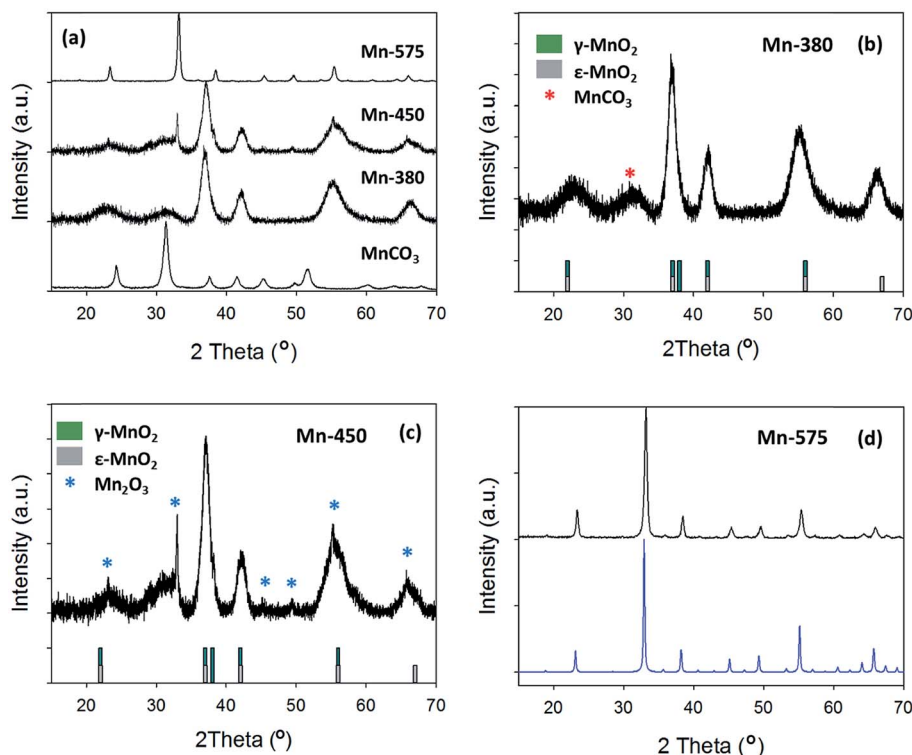 (a)
Mn-575
Mn-450
Mn-380
MnCO₃
Intensity (a.u.)
15 20 30 40 50 60 70
2 Theta (°)
γ-MnO₂
ε-MnO₂
* MnCO₃
Mn-380 (b)
*
Intensity (a.u.)
20 30 40 50 60 70
2Theta (°)
γ-MnO₂
ε-MnO₂
* Mn₂O₃
Mn-450 (c)
* * * * * *
Intensity (a.u.)
20 30 40 50 60 70
2Theta (°)
Mn-575 (d)
Intensity (a.u.)
20 30 40 50 60 70
2 Theta (°)